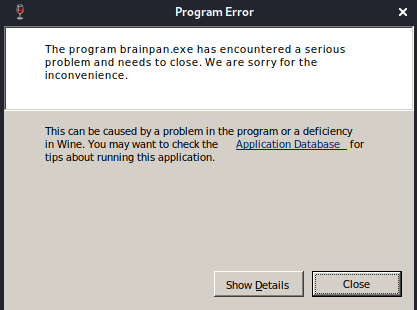 Program Error
The program brainpan.exe has encountered a serious
problem and needs to close. We are sorry for the
inconvenience.
This can be caused by a problem in the program or a deficiency
in Wine. You may want to check the Application Database for
tips about running this application.
Show Details Close